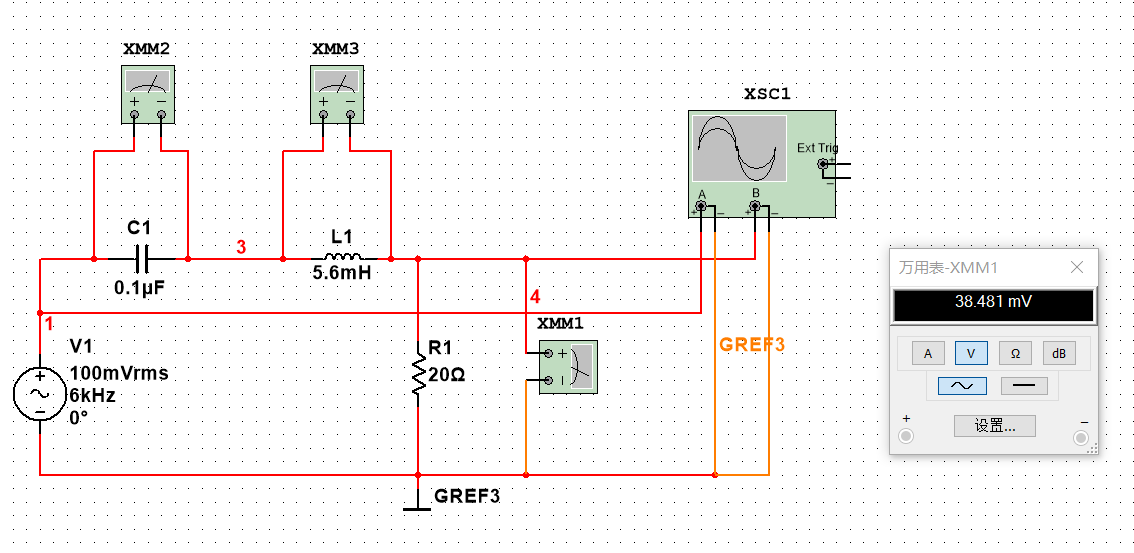 XMM2
XMM3
XSC1
Ext Trig
+
−
A
B
+ −
+ −
+ −
+ −
C1
0.1µF
3
L1
5.6mH
4
1
XMM1
+
GREF3
V1
100mVrms
6kHz
0°
+
−
R1
20Ω
GREF3
万用表-XMM1
38.481 mV
A V Ω dB
+ 设置... −